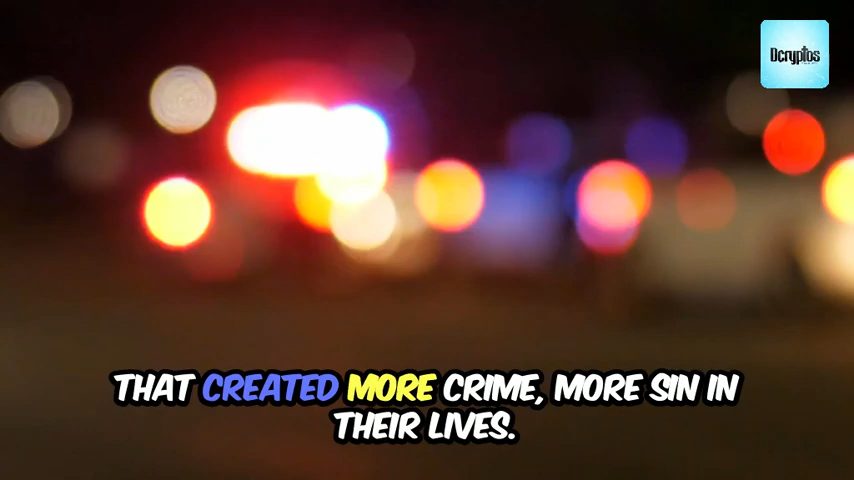 Dcryptos
THAT CREATED MORE CRIME, MORE SIN IN
THEIR LIVES.